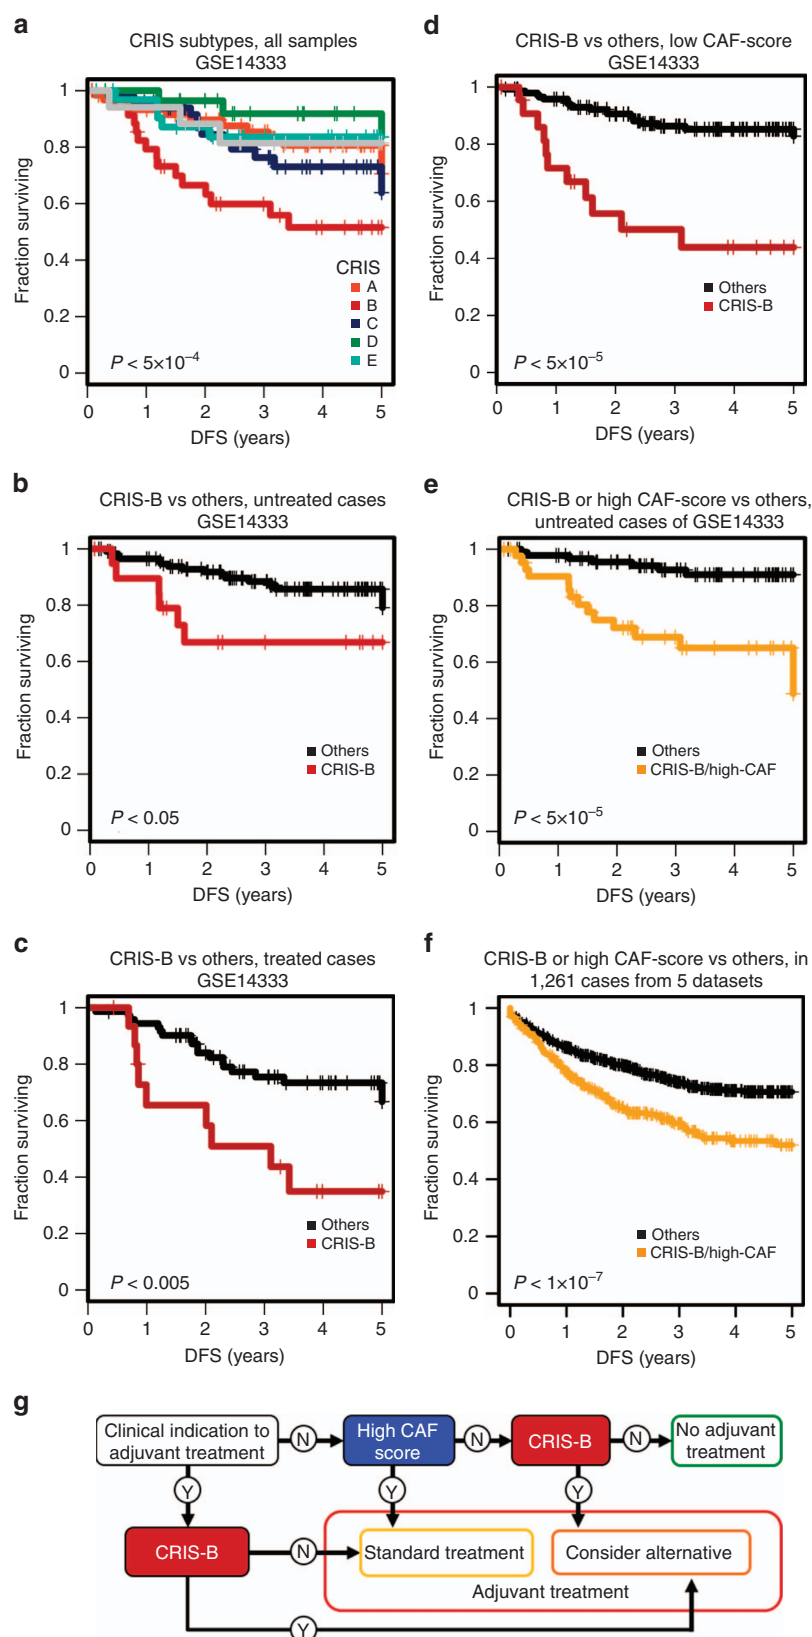 a
CRIS subtypes, all samples
GSE14333
Fraction surviving
1
0.8
0.6
0.4
0.2
0
CRIS
A
B
C
D
E
P < 5×10⁻⁴
0 1 2 3 4 5
DFS (years)
b
CRIS-B vs others, untreated cases
GSE14333
Fraction surviving
1
0.8
0.6
0.4
0.2
0
Others
CRIS-B
P < 0.05
0 1 2 3 4 5
DFS (years)
c
CRIS-B vs others, treated cases
GSE14333
Fraction surviving
1
0.8
0.6
0.4
0.2
0
Others
CRIS-B
P < 0.005
0 1 2 3 4 5
DFS (years)
d
CRIS-B vs others, low CAF-score
GSE14333
Fraction surviving
1
0.8
0.6
0.4
0.2
0
Others
CRIS-B
P < 5×10⁻⁵
0 1 2 3 4 5
DFS (years)
e
CRIS-B or high CAF-score vs others,
untreated cases of GSE14333
Fraction surviving
1
0.8
0.6
0.4
0.2
0
Others
CRIS-B/high-CAF
P < 5×10⁻⁵
0 1 2 3 4 5
DFS (years)
f
CRIS-B or high CAF-score vs others, in
1,261 cases from 5 datasets
Fraction surviving
1
0.8
0.6
0.4
0.2
0
Others
CRIS-B/high-CAF
P < 1×10⁻⁷
0 1 2 3 4 5
DFS (years)
g
Clinical indication to
adjuvant treatment
N
High CAF
score
N
CRIS-B
N
No adjuvant
treatment
Y
Y
Y
CRIS-B
N
Standard treatment
Consider alternative
Adjuvant treatment
Y